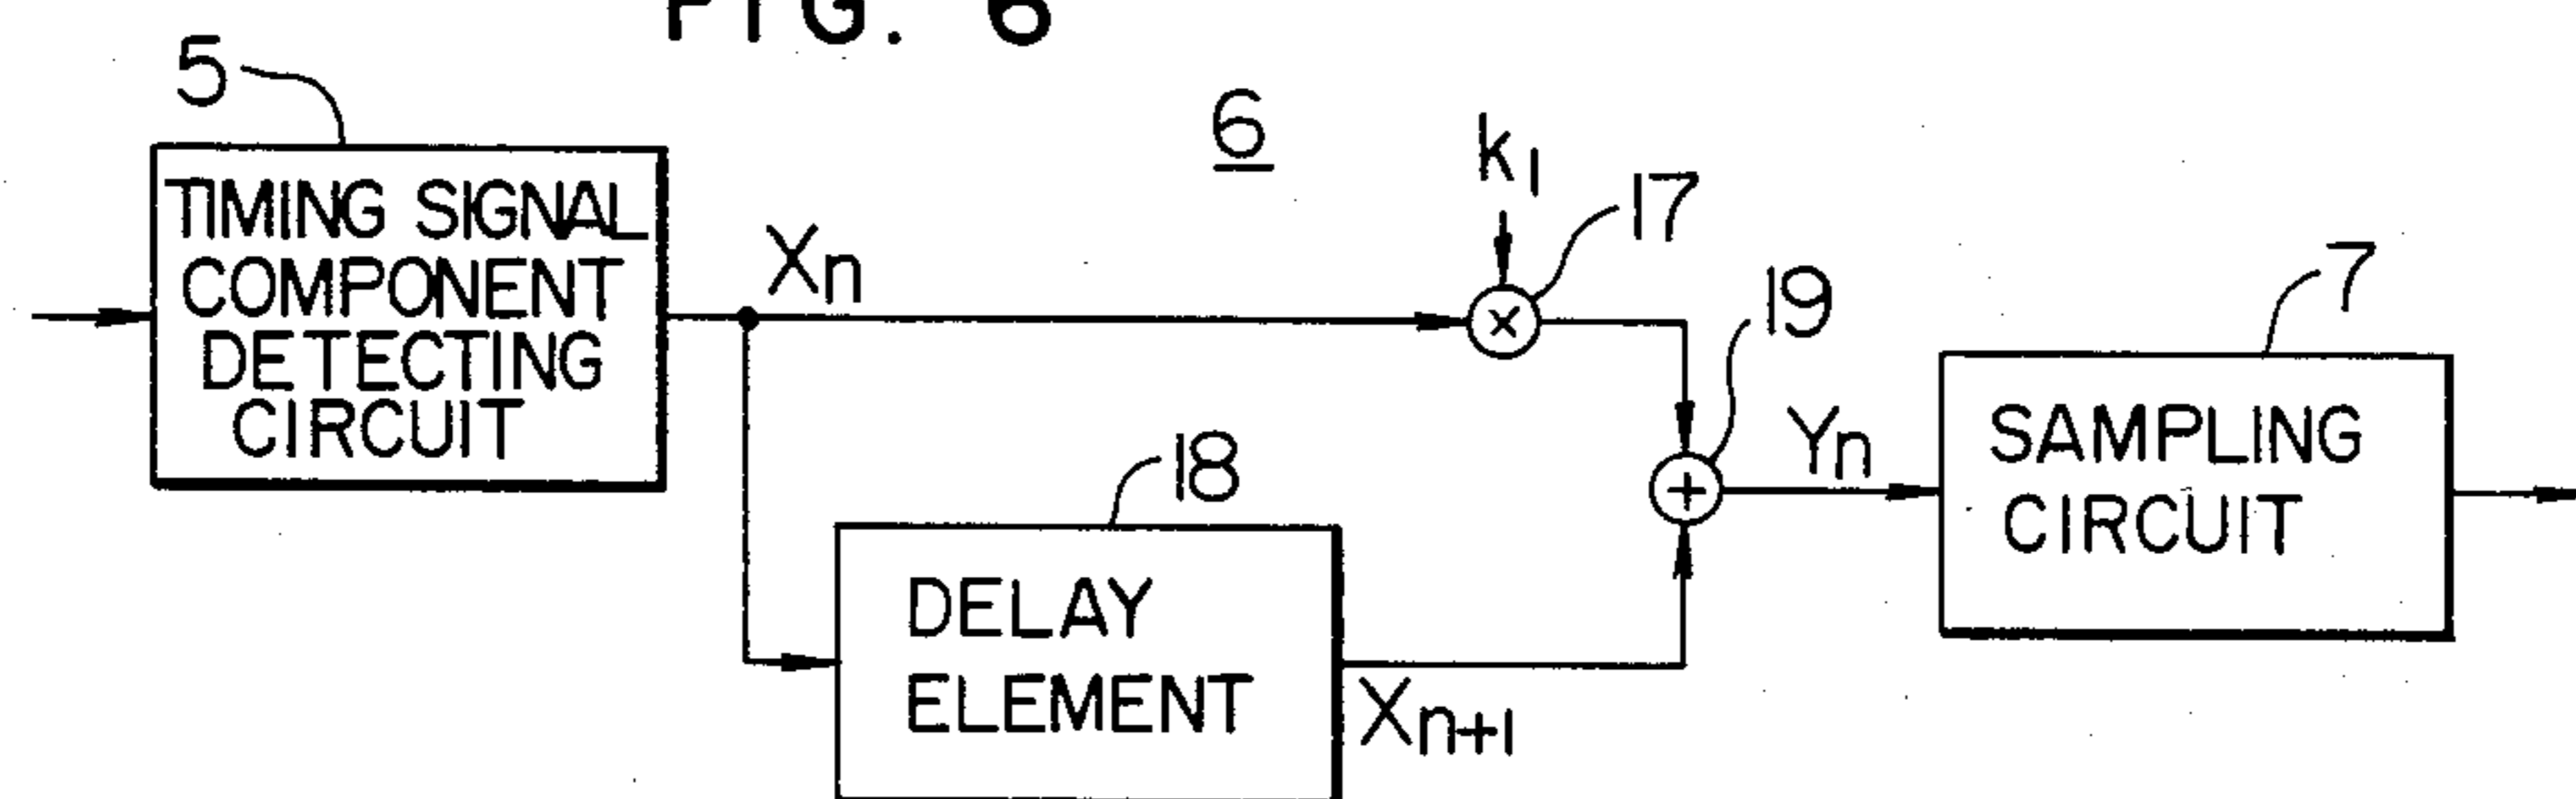 FIG. 6
5
6
k1
17
TIMING SIGNAL
COMPONENT
DETECTING
CIRCUIT
Xn
19
7
18
Yn
SAMPLING
CIRCUIT
DELAY
ELEMENT
Xn+1